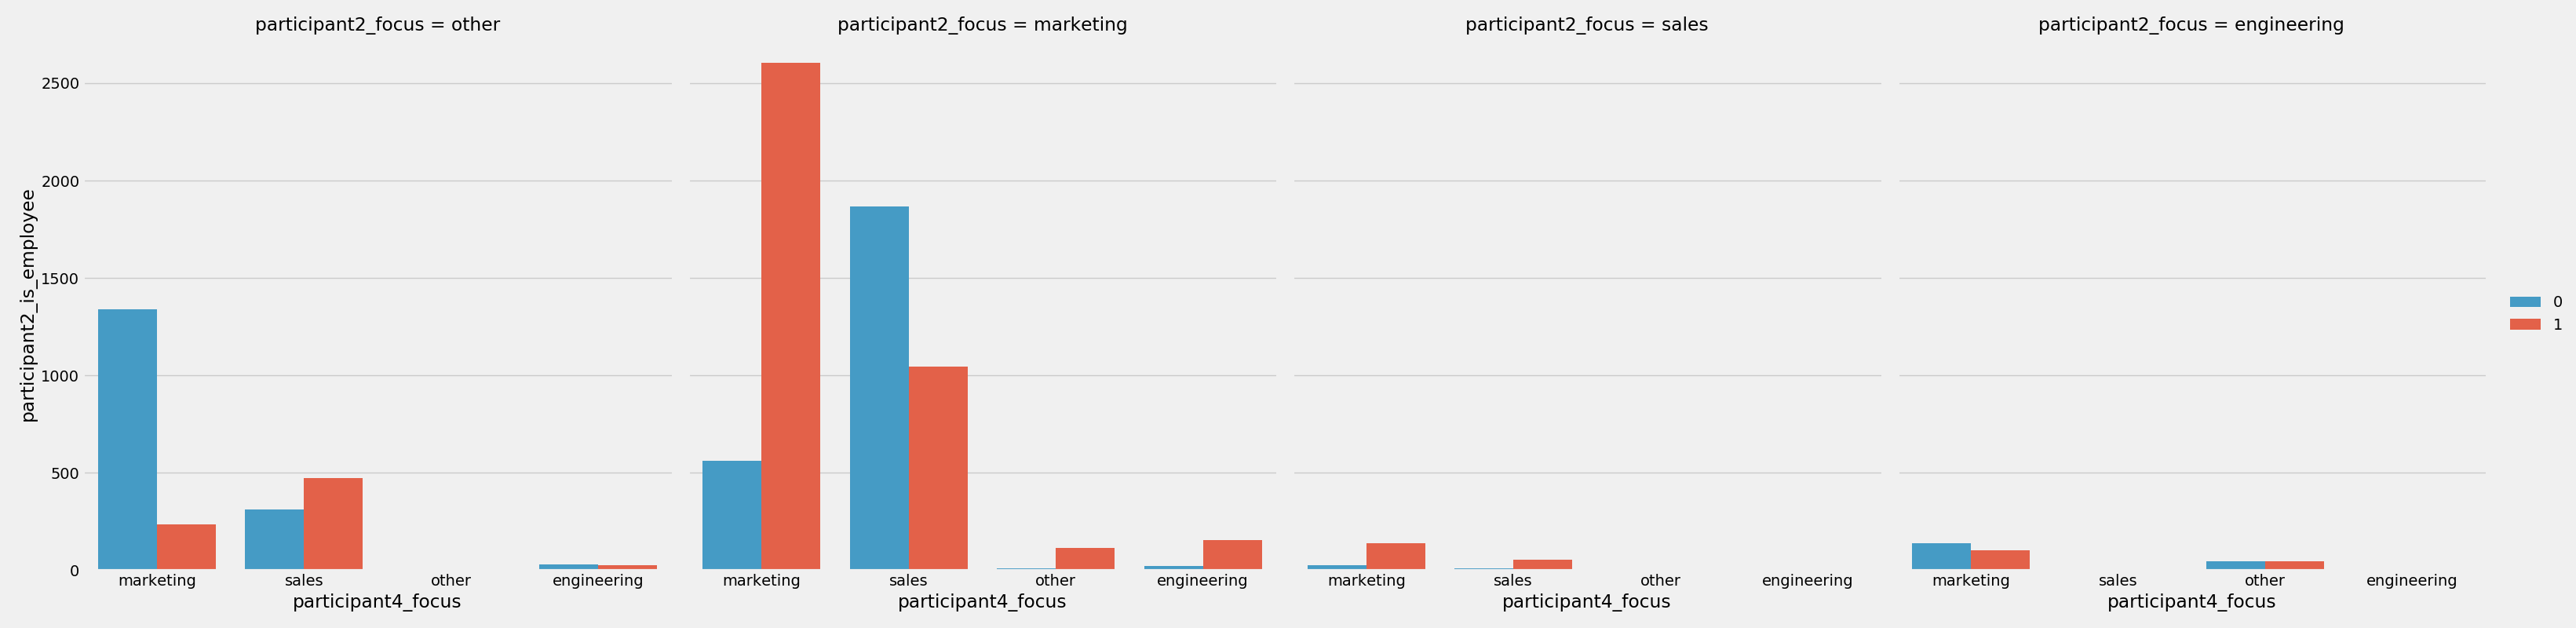 participant2_focus = other
participant2_focus = marketing
participant2_focus = sales
participant2_focus = engineering
participant2_is_employee
2500
2000
1500
1000
500
0
marketing sales other engineering
participant4_focus
marketing sales other engineering
participant4_focus
marketing sales other engineering
participant4_focus
marketing sales other engineering
participant4_focus
0
1